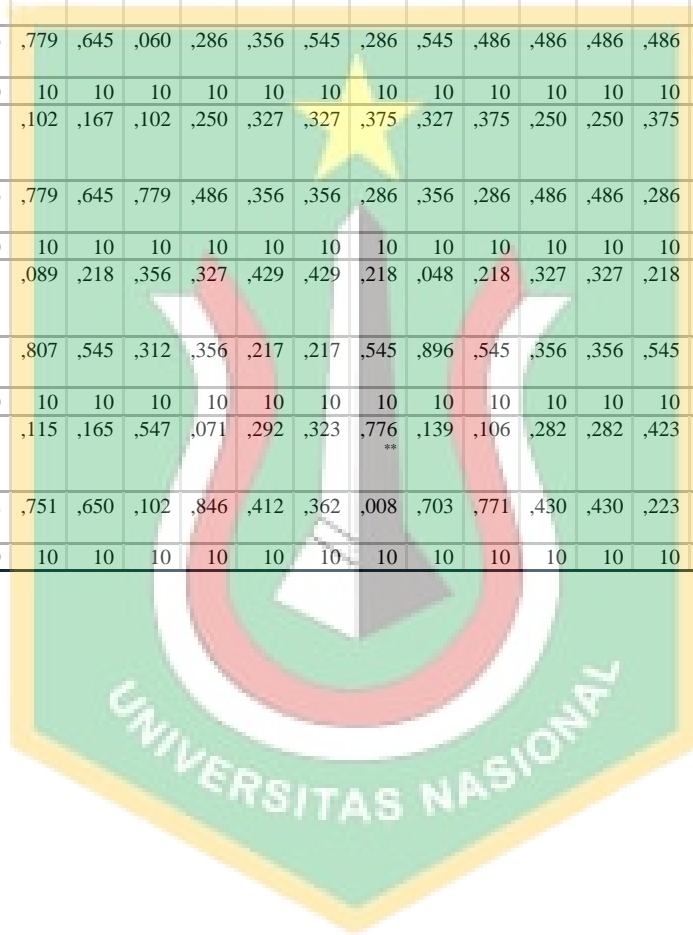 ,779 ,645 ,060 ,286 ,356 ,545 ,286 ,545 ,486 ,486 ,486 ,486
10 10 10 10 10 10 10 10 10 10 10 10
,102 ,167 ,102 ,250 ,327 ,327 ,375 ,327 ,375 ,250 ,250 ,375
,779 ,645 ,779 ,486 ,356 ,356 ,286 ,356 ,286 ,486 ,486 ,286
10 10 10 10 10 10 10 10 10 10 10 10
,089 ,218 ,356 ,327 ,429 ,429 ,218 ,048 ,218 ,327 ,327 ,218
,807 ,545 ,312 ,356 ,217 ,217 ,545 ,896 ,545 ,356 ,356 ,545
10 10 10 10 10 10 10 10 10 10 10 10
,115 ,165 ,547 ,071 ,292 ,323 ,776 ,139 ,106 ,282 ,282 ,423
**
,751 ,650 ,102 ,846 ,412 ,362 ,008 ,703 ,771 ,430 ,430 ,223
10 10 10 10 10 10 10 10 10 10 10 10
UNIVERSITAS NASIONAL